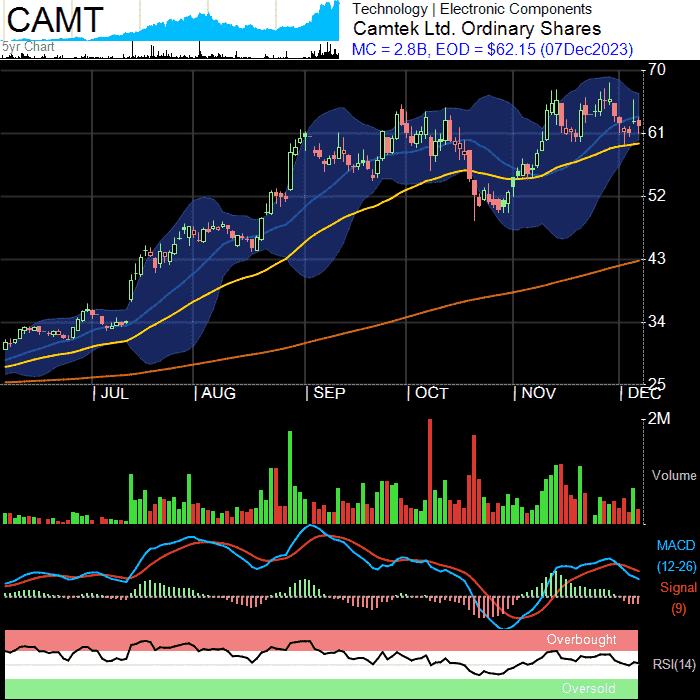 CAMT
5yr Chart
Technology | Electronic Components
Camtek Ltd. Ordinary Shares
MC = 2.8B, EOD = $62.15 (07Dec2023)
70
61
52
43
34
25
JUL AUG SEP OCT NOV DEC
2M
Volume
MACD
(12-26)
Signal
(9)
Overbought
RSI(14)
Oversold